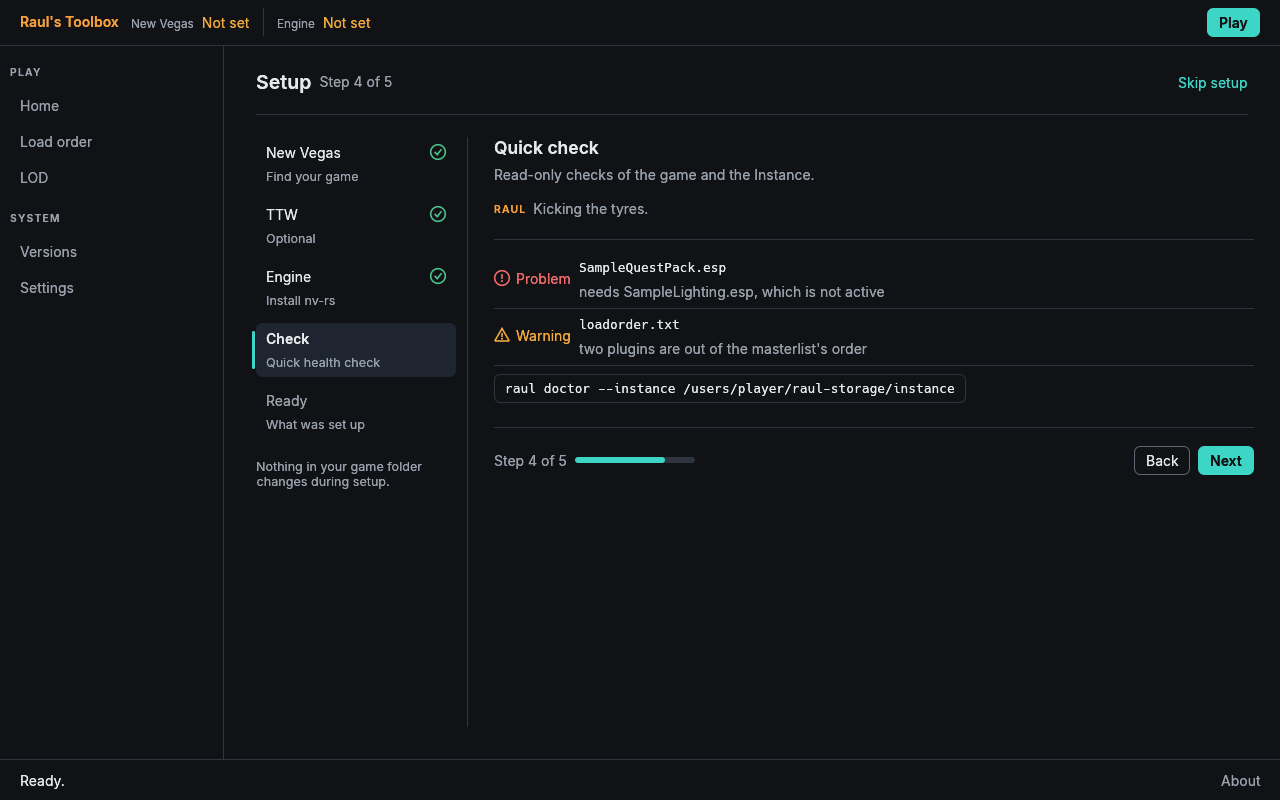 Raul's Toolbox New Vegas Not set Engine Not set Play
PLAY
Home
Load order
LOD
SYSTEM
Versions
Settings
Setup Step 4 of 5 Skip setup
New Vegas
Find your game
TTW
Optional
Engine
Install nv-rs
Check
Quick health check
Ready
What was set up
Nothing in your game folder
changes during setup.
Quick check
Read-only checks of the game and the Instance.
RAUL Kicking the tyres.
Problem SampleQuestPack.esp
needs SampleLighting.esp, which is not active
Warning loadorder.txt
two plugins are out of the masterlist's order
raul doctor --instance /users/player/raul-storage/instance
Step 4 of 5 Back Next
Ready. About